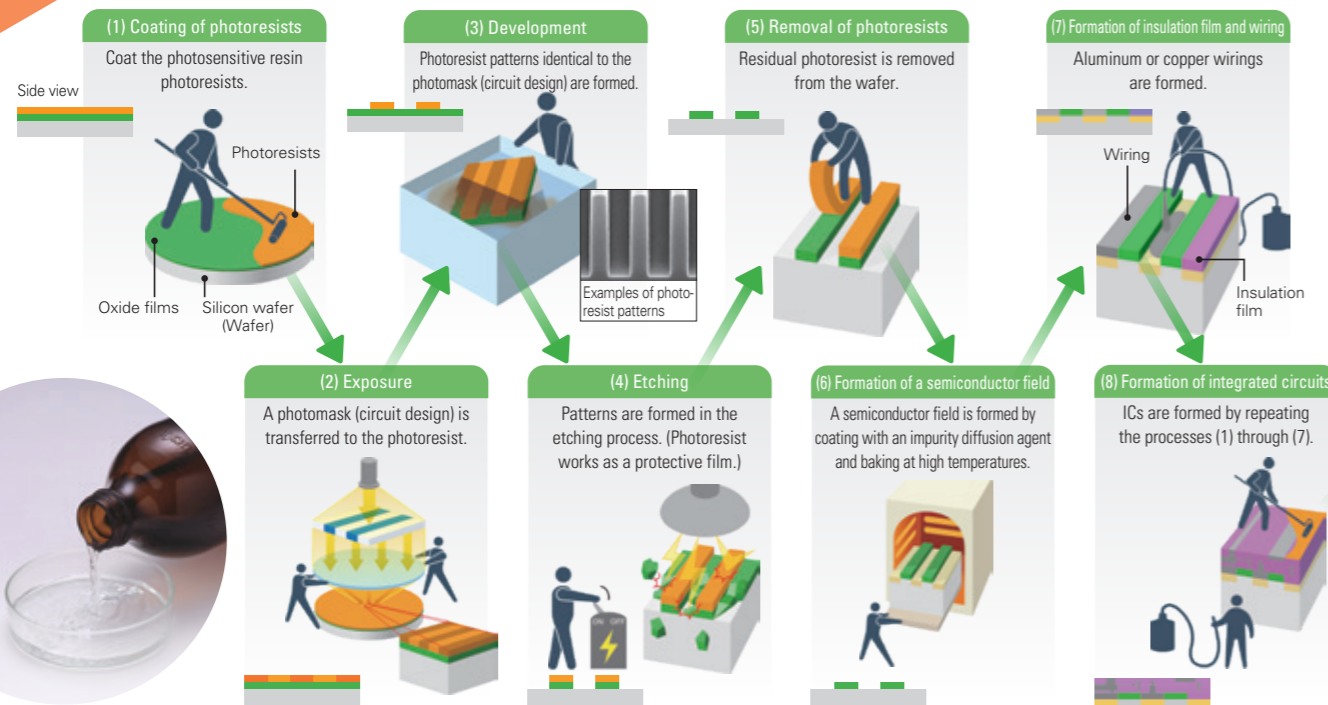 (1) Coating of photoresists
Coat the photosensitive resin
photoresists.
Side view
Photoresists
Oxide films
Silicon wafer
(Wafer)
(2) Exposure
A photomask (circuit design) is
transferred to the photoresist.
(3) Development
Photoresist patterns identical to the
photomask (circuit design) are formed.
Examples of photo-
resist patterns
(4) Etching
Patterns are formed in the
etching process. (Photoresist
works as a protective film.)
ON OFF
(5) Removal of photoresists
Residual photoresist is removed
from the wafer.
(6) Formation of a semiconductor field
A semiconductor field is formed by
coating with an impurity diffusion agent
and baking at high temperatures.
(7) Formation of insulation film and wiring
Aluminum or copper wirings
are formed.
Wiring
Insulation
film
(8) Formation of integrated circuits
ICs are formed by repeating
the processes (1) through (7).